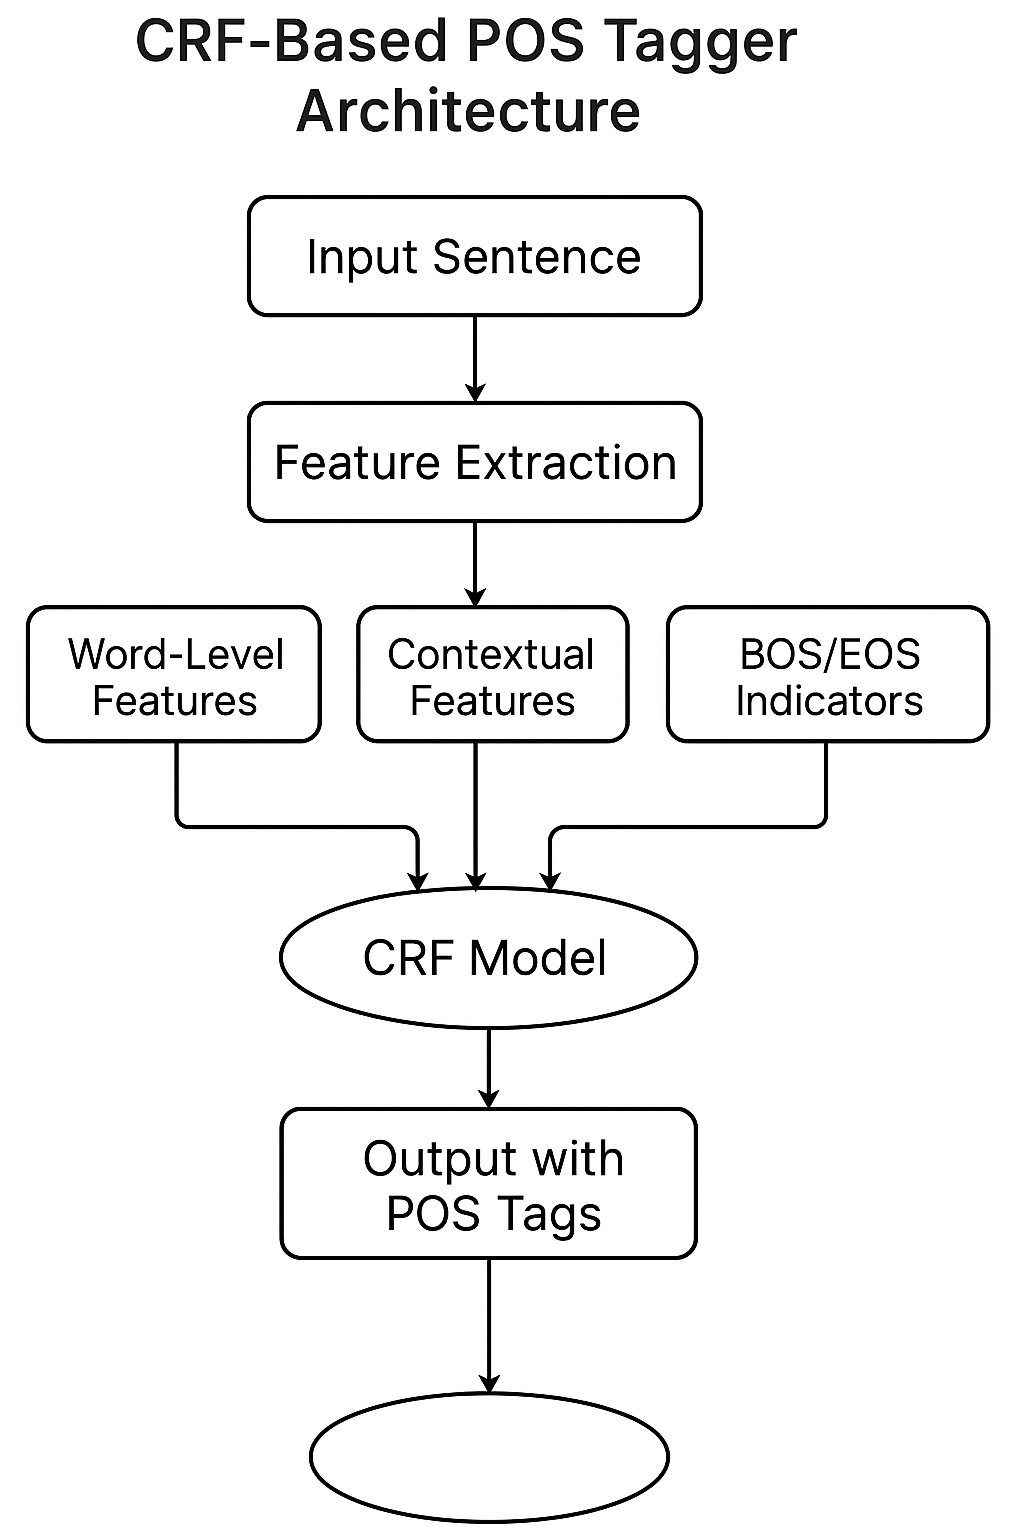 CRF-Based POS Tagger
Architecture
Input Sentence
Feature Extraction
Word-Level
Features
Contextual
Features
BOS/EOS
Indicators
CRF Model
Output with
POS Tags